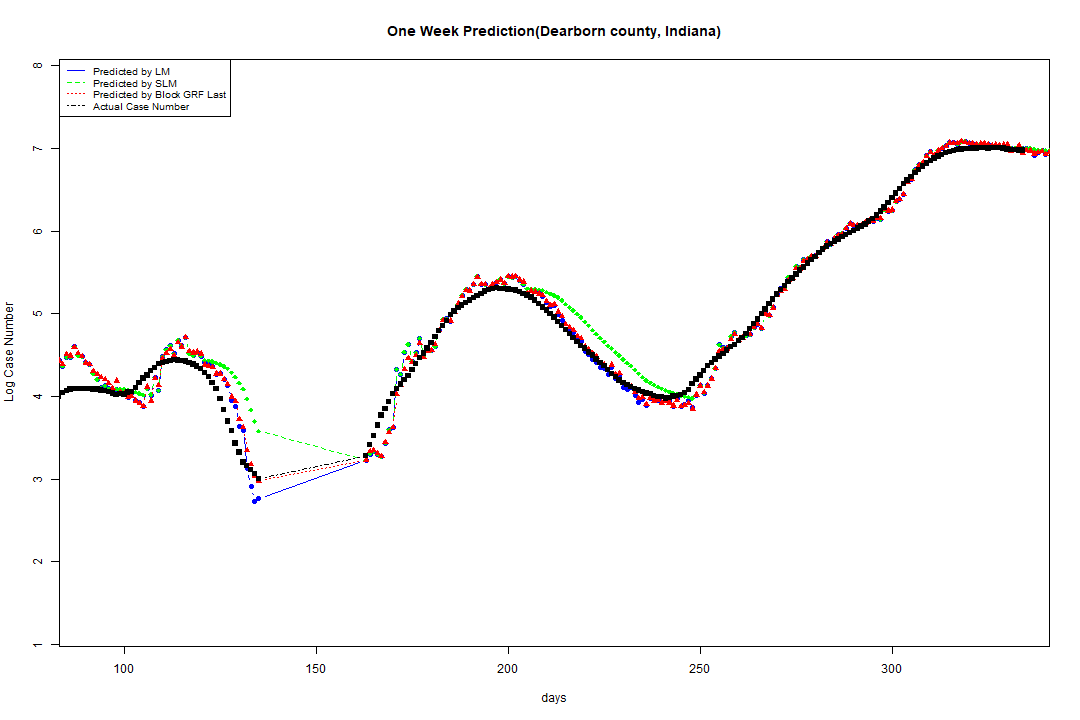 One Week Prediction(Dearborn county, Indiana)
Predicted by LM
Predicted by SLM
Predicted by Block GRF Last
Actual Case Number
Log Case Number
8
7
6
5
4
3
2
1
100 150 200 250 300
days